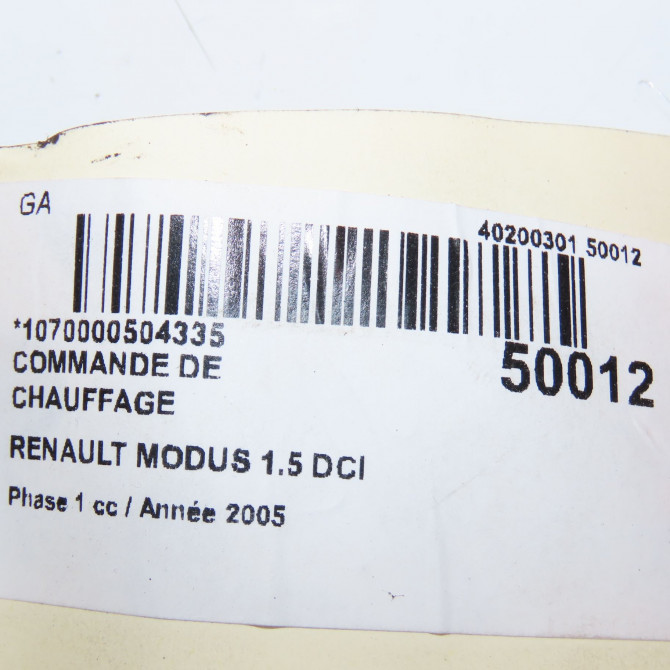 GA
40200301 50012
*1070000504335
50012
COMMANDE DE
CHAUFFAGE
RENAULT MODUS 1.5 DCI
Phase 1 cc / Année 2005